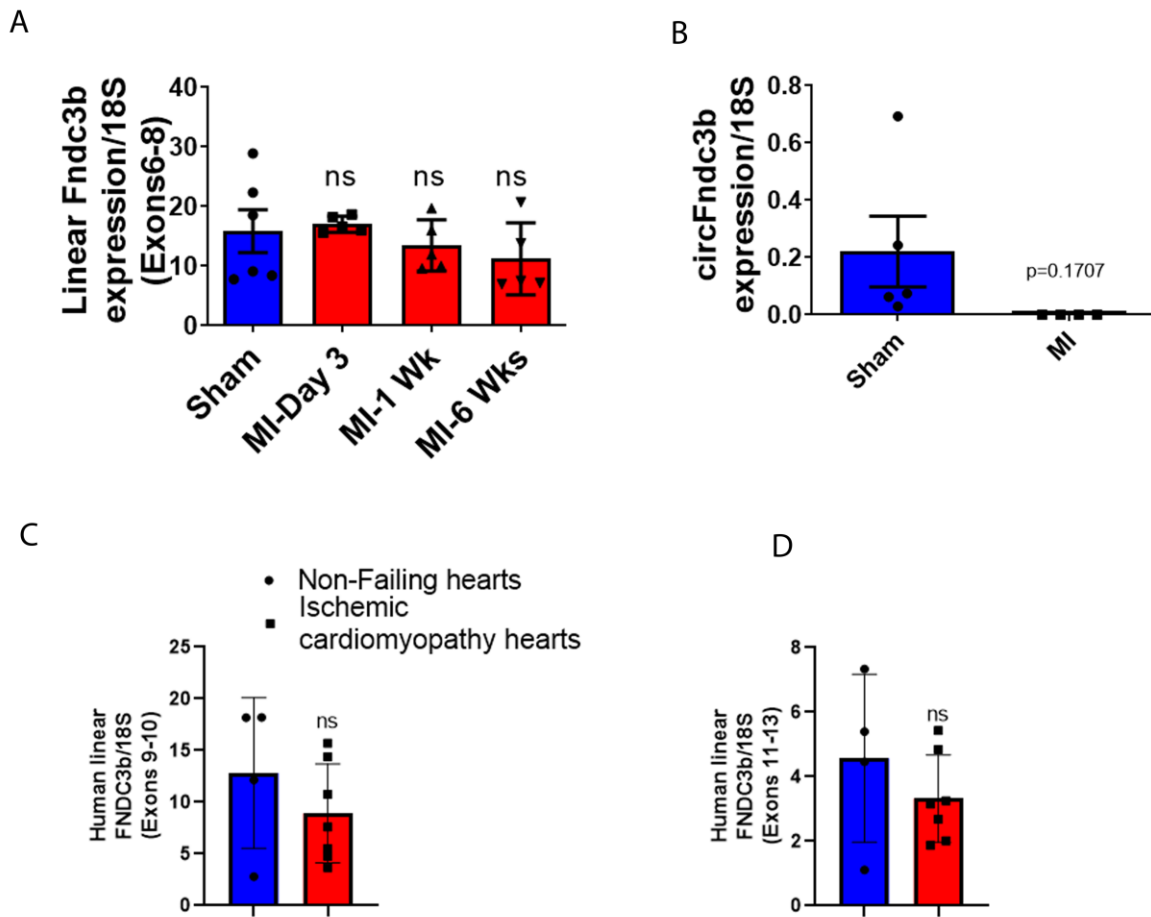 A
Linear Fndc3b
expression/18S
(Exons6-8)
40
30
20
10
0
ns
ns
ns
Sham
MI-Day 3
MI-1 Wk
MI-6 Wks
B
circFndc3b
expression/18S
0.8
0.6
0.4
0.2
0.0
p=0.1707
Sham
MI
C
Non-Failing hearts
Ischemic
cardiomyopathy hearts
Human linear
FNDC3b/18S
(Exons 9-10)
25
20
15
10
5
0
ns
D
Human linear
FNDC3b/18S
(Exons 11-13)
8
6
4
2
0
ns